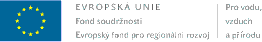 EVROPSKÁ UNIE
Fond soudržnosti
Evropský fond pro regionální rozvoj
Pro vodu,
vzduch
a přírodu